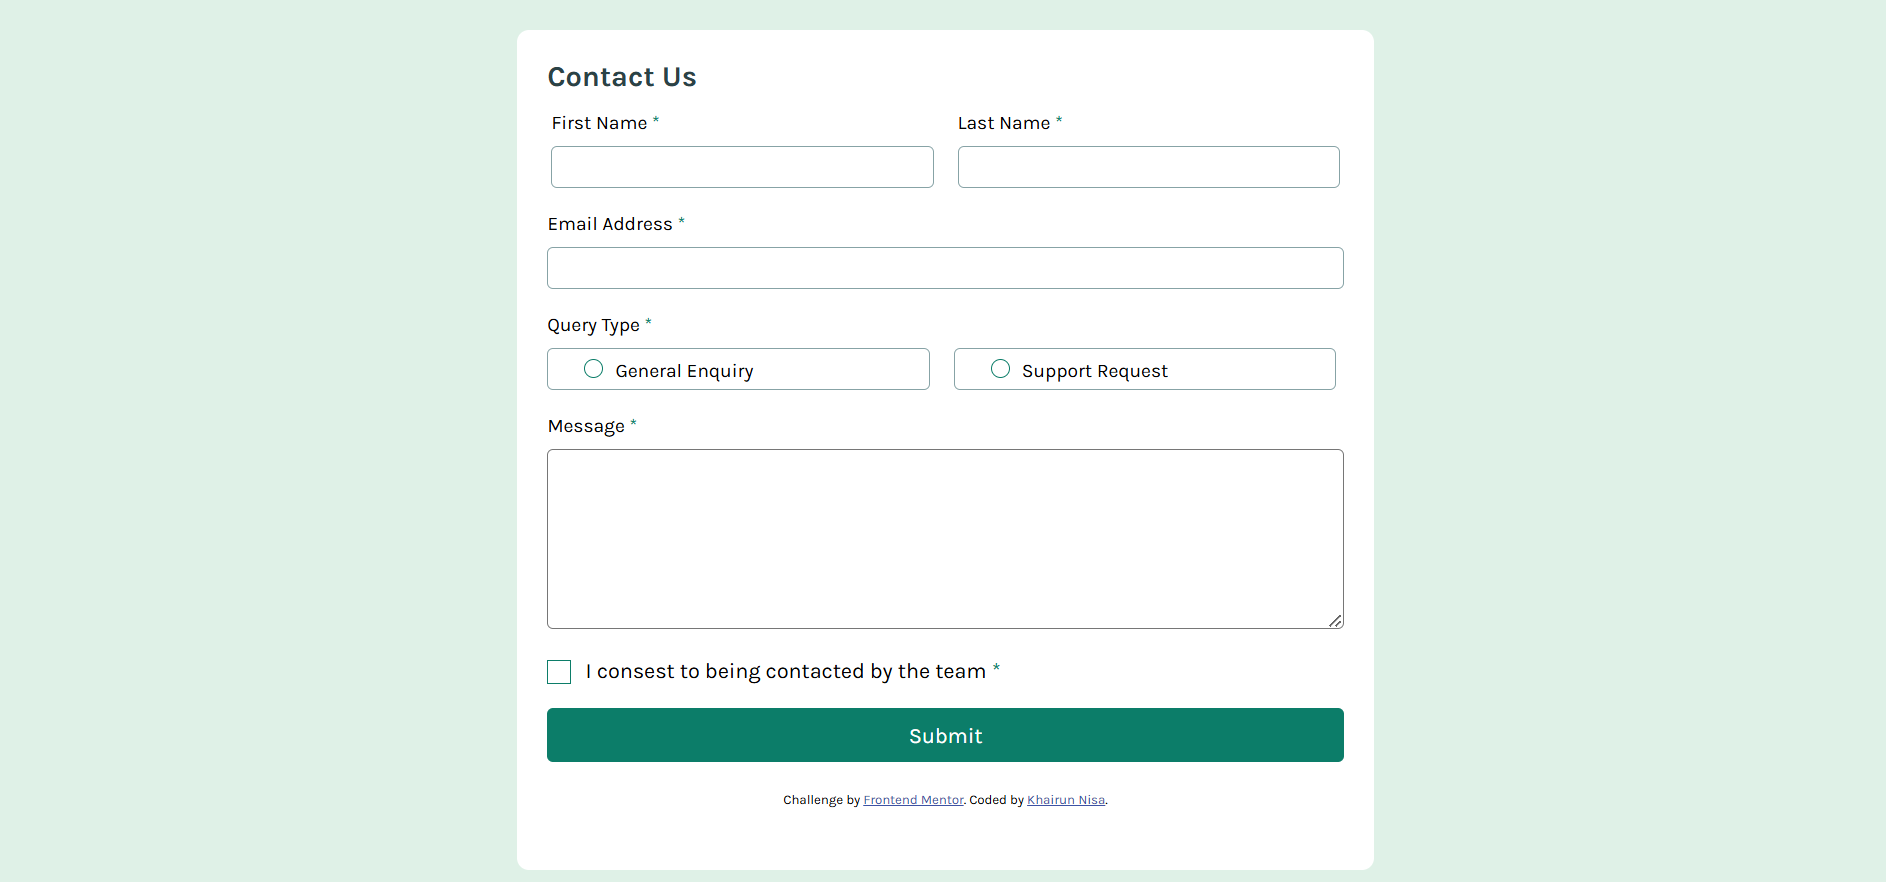 Contact Us
First Name * Last Name *
Email Address *
Query Type *
General Enquiry Support Request
Message *
I consest to being contacted by the team *
Submit
Challenge by Frontend Mentor. Coded by Khairun Nisa.